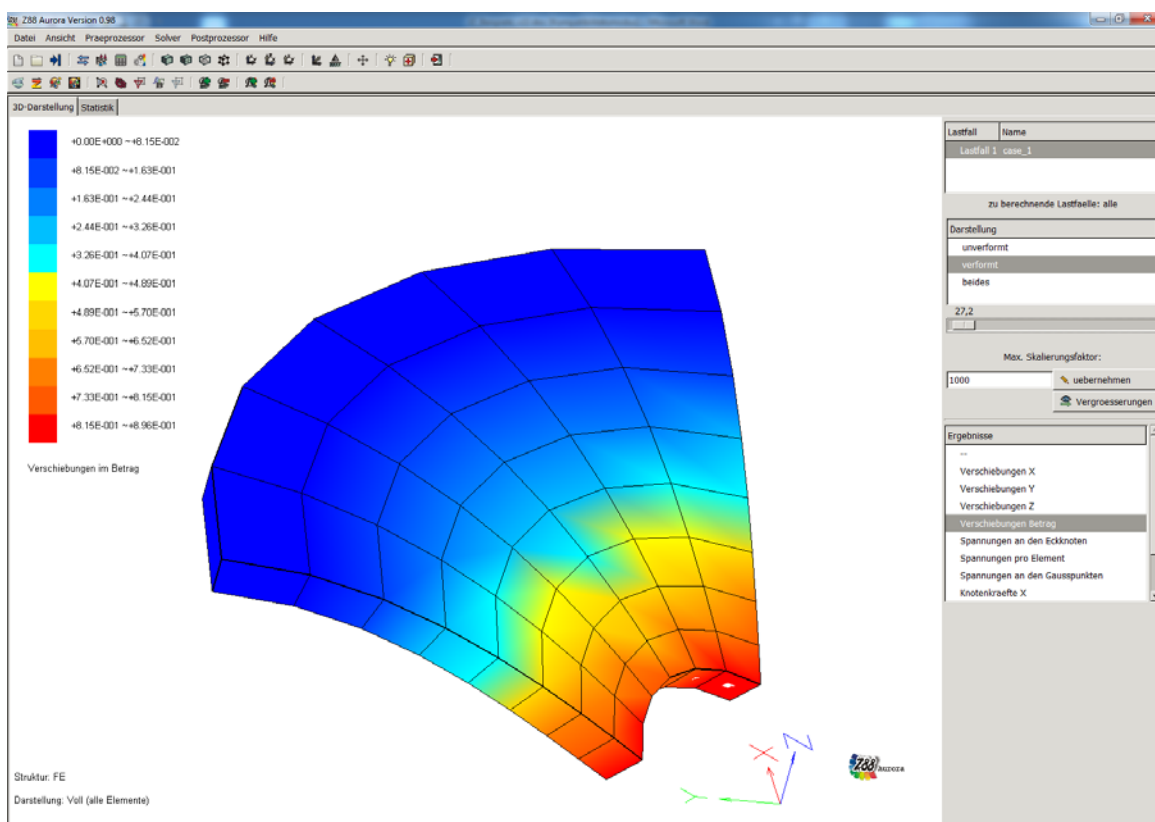 Z88 Aurora Version 0.98
Datei Ansicht Praeprozessor Solver Postprozessor Hilfe
3D-Darstellung Statistik
+0.00E+000 ~+8.15E-002
+8.15E-002 ~+1.63E-001
+1.63E-001 ~+2.44E-001
+2.44E-001 ~+3.26E-001
+3.26E-001 ~+4.07E-001
+4.07E-001 ~+4.89E-001
+4.89E-001 ~+5.70E-001
+5.70E-001 ~+6.52E-001
+6.52E-001 ~+7.33E-001
+7.33E-001 ~+8.15E-001
+8.15E-001 ~+8.96E-001
Verschiebungen im Betrag
Struktur: FE
Darstellung: Voll (alle Elemente)
X
Y
Z
Z88 aurora
Lastfall Name
Lastfall 1 case_1
zu berechnende Lastfaelle: alle
Darstellung
unverformt
verformt
beides
27,2
Max. Skalierungsfaktor:
1000
uebernehmen
Vergroesserungen
Ergebnisse
--
Verschiebungen X
Verschiebungen Y
Verschiebungen Z
Verschiebungen Betrag
Spannungen an den Eckknoten
Spannungen pro Element
Spannungen an den Gausspunkten
Knotenkraefte X